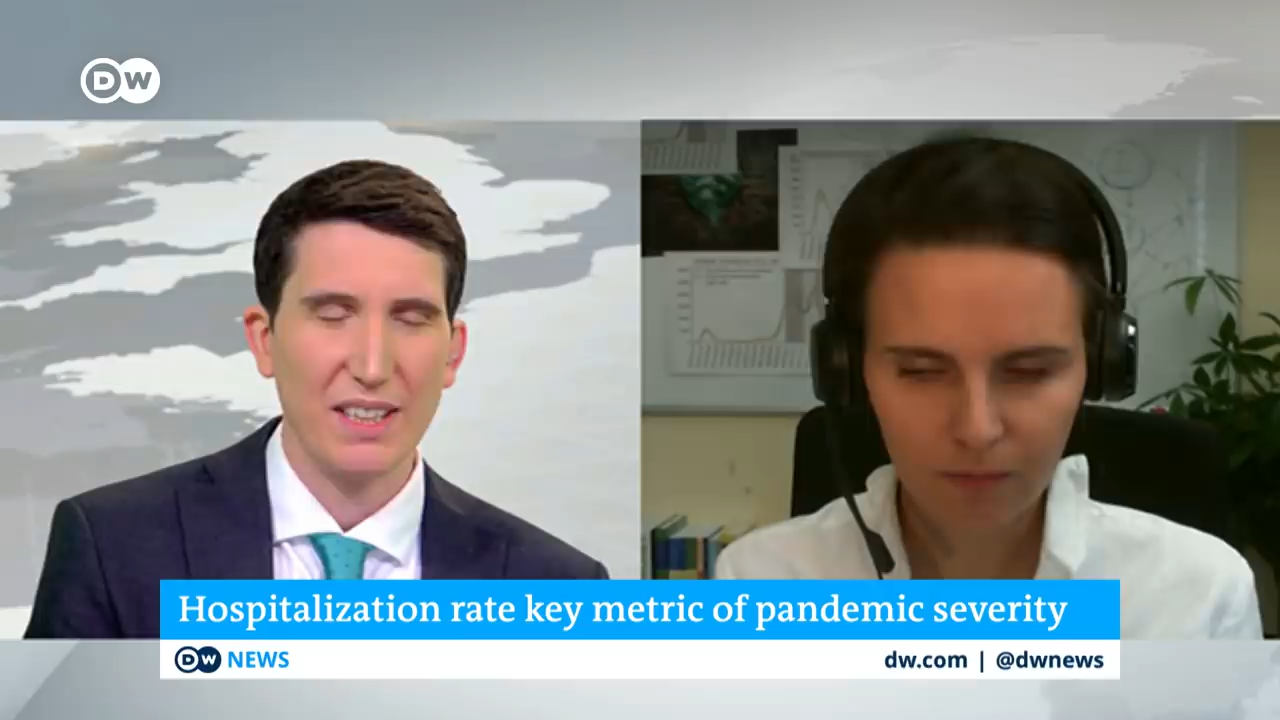 DW
Hospitalization rate key metric of pandemic severity
DW NEWS
dw.com | @dwnews